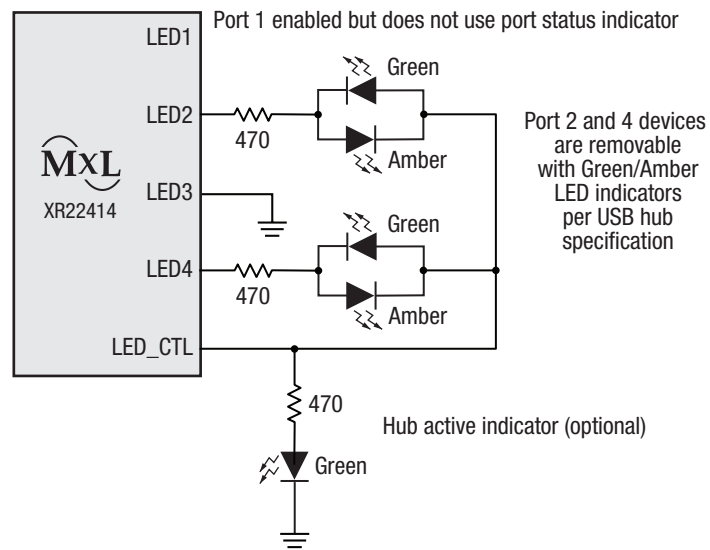 Port 1 enabled but does not use port status indicator
LED1
Green
LED2
470
Amber
Port 2 and 4 devices
are removable
with Green/Amber
LED indicators
per USB hub
specification
MxL
XR22414
LED3
Green
LED4
470
Amber
LED_CTL
470
Hub active indicator (optional)
Green